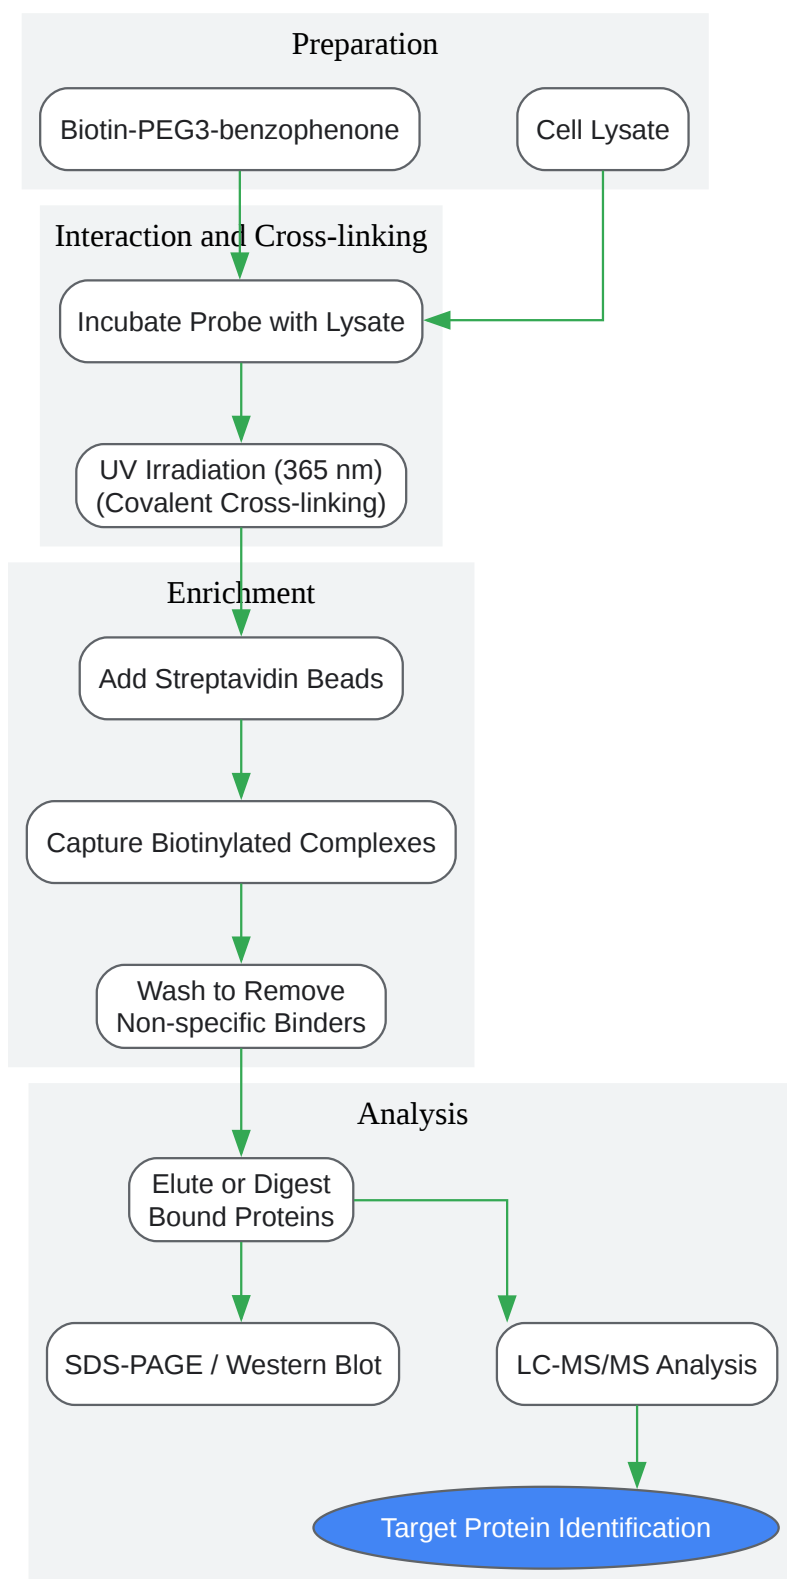 Preparation
Biotin-PEG3-benzophenone
Cell Lysate
Interaction and Cross-linking
Incubate Probe with Lysate
UV Irradiation (365 nm)
(Covalent Cross-linking)
Enrichment
Add Streptavidin Beads
Capture Biotinylated Complexes
Wash to Remove
Non-specific Binders
Analysis
Elute or Digest
Bound Proteins
SDS-PAGE / Western Blot
LC-MS/MS Analysis
Target Protein Identification